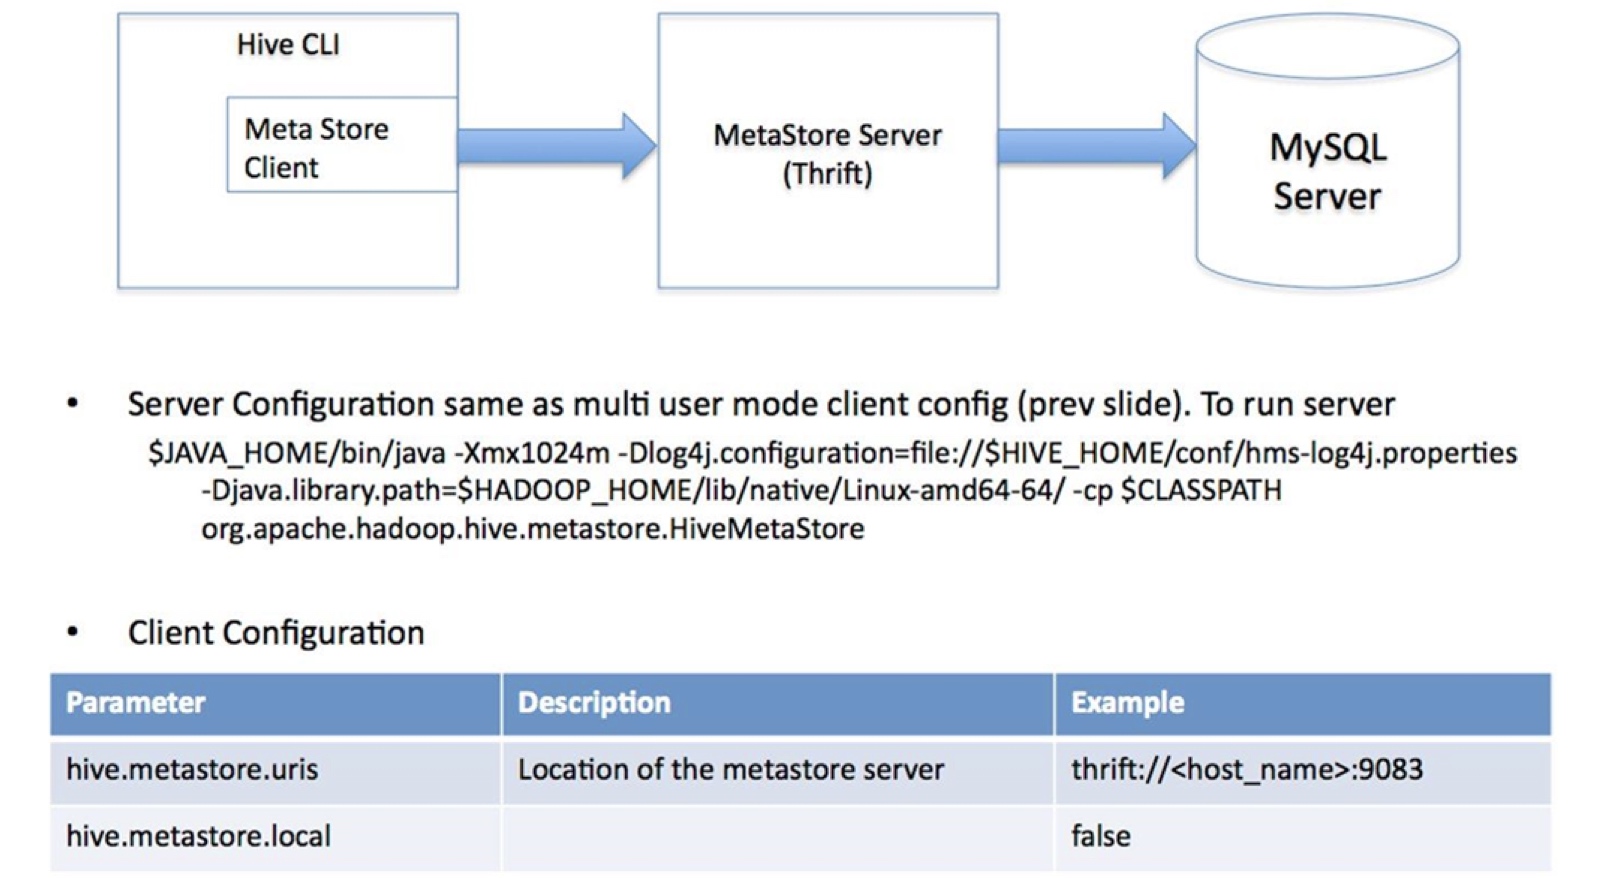 Hive CLI
Meta Store
Client
MetaStore Server
(Thrift)
MySQL
Server
• Server Configuration same as multi user mode client config (prev slide). To run server
$JAVA_HOME/bin/java -Xmx1024m -Dlog4j.configuration=file://$HIVE_HOME/conf/hms-log4j.properties
-Djava.library.path=$HADOOP_HOME/lib/native/Linux-amd64-64/ -cp $CLASSPATH
org.apache.hadoop.hive.metastore.HiveMetaStore
• Client Configuration
Parameter Description Example
hive.metastore.uris Location of the metastore server thrift://<host_name>:9083
hive.metastore.local false